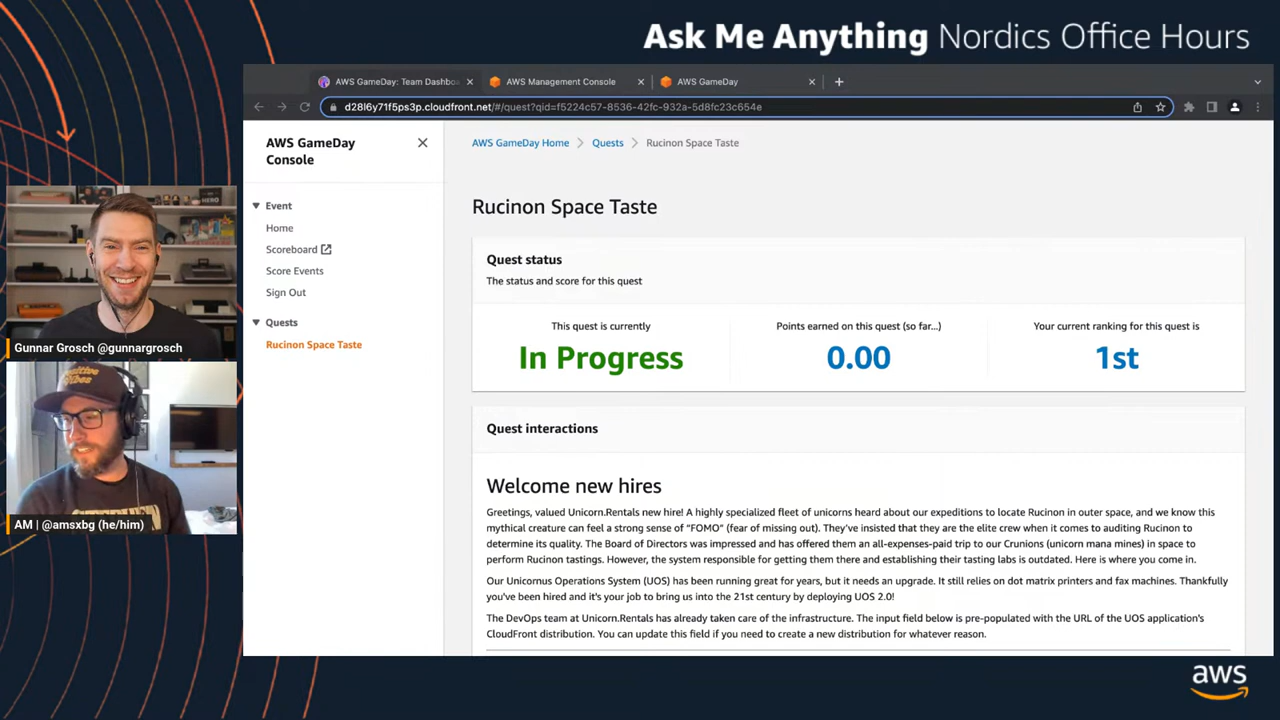 Ask Me Anything Nordics Office Hours
AWS GameDay: Team Dashbo
AWS Management Console
AWS GameDay
d28l6y71f5ps3p.cloudfront.net/#/quest?qid=f5224c57-8536-42fc-932a-5d8fc23c654e
AWS GameDay
Console
Event
Home
Scoreboard
Score Events
Sign Out
Quests
Rucinon Space Taste
AWS GameDay Home
Quests
Rucinon Space Taste
Rucinon Space Taste
Quest status
The status and score for this quest
This quest is currently
In Progress
Points earned on this quest (so far...)
0.00
Your current ranking for this quest is
1st
Quest interactions
Welcome new hires
Greetings, valued Unicorn.Rentals new hire! A highly specialized fleet of unicorns heard about our expeditions to locate Rucinon in outer space, and we know this
mythical creature can feel a strong sense of "FOMO" (fear of missing out). They've insisted that they are the elite crew when it comes to auditing Rucinon to
determine its quality. The Board of Directors was impressed and has offered them an all-expenses-paid trip to our Crunions (unicorn mana mines) in space to
perform Rucinon tastings. However, the system responsible for getting them there and establishing their tasting labs is outdated. Here is where you come in.
Our Unicornus Operations System (UOS) has been running great for years, but it needs an upgrade. It still relies on dot matrix printers and fax machines. Thankfully
you've been hired and it's your job to bring us into the 21st century by deploying UOS 2.0!
The DevOps team at Unicorn.Rentals has already taken care of the infrastructure. The input field below is pre-populated with the URL of the UOS application's
CloudFront distribution. You can update this field if you need to create a new distribution for whatever reason.
HERO
Gunnar Grosch @gunnargrosch
Positive Vibes
AM | @amsxbg (he/him)
aws